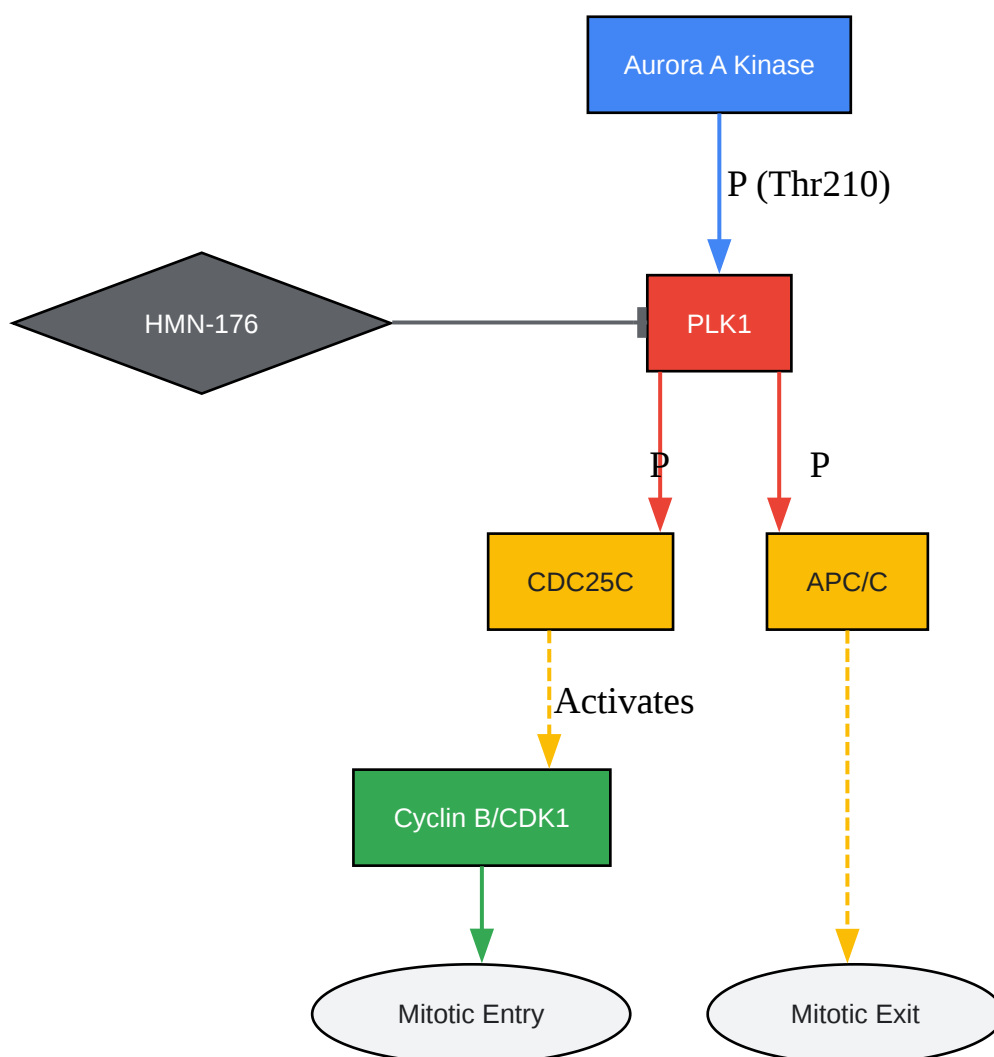 Aurora A Kinase
P (Thr210)
HMN-176
PLK1
P
P
CDC25C
APC/C
Activates
Cyclin B/CDK1
Mitotic Entry
Mitotic Exit